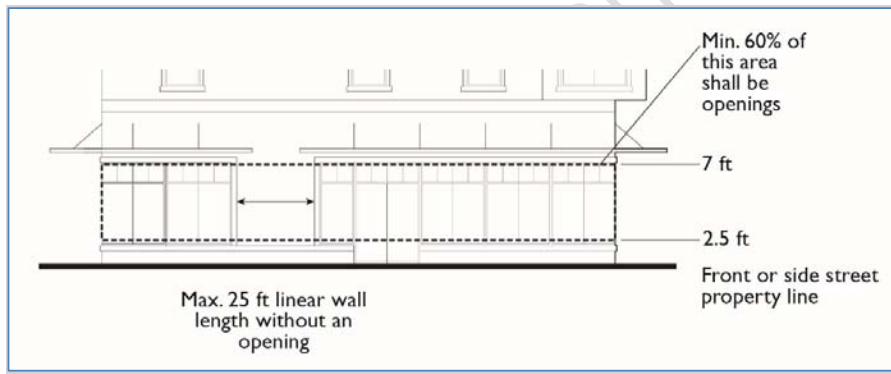 Min. 60% of
this area
shall be
openings
7 ft
2.5 ft
Front or side street
property line
Max. 25 ft linear wall
length without an
opening